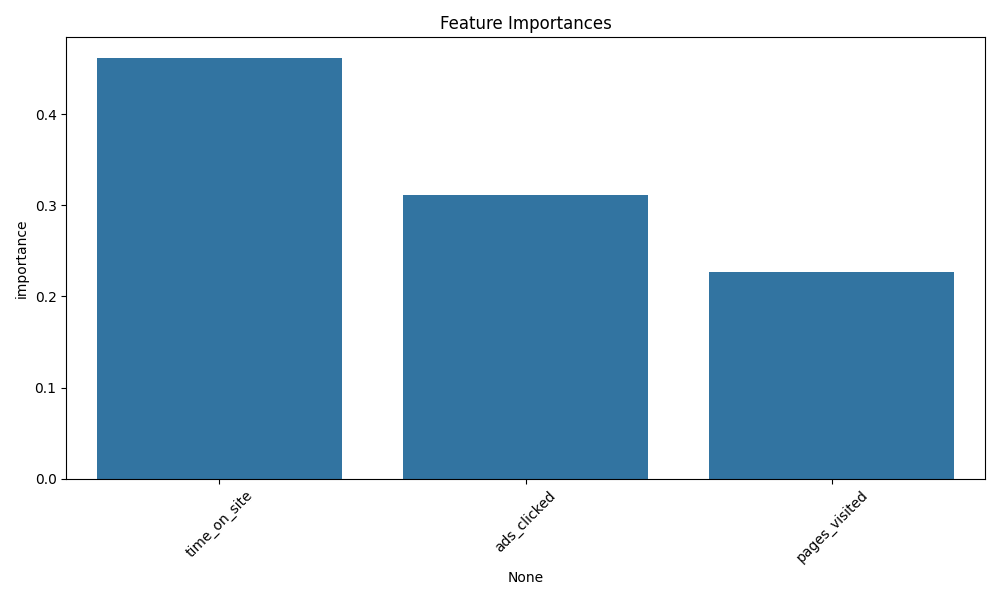 Feature Importances
importance
0.4
0.3
0.2
0.1
0.0
time_on_site
ads_clicked
pages_visited
None